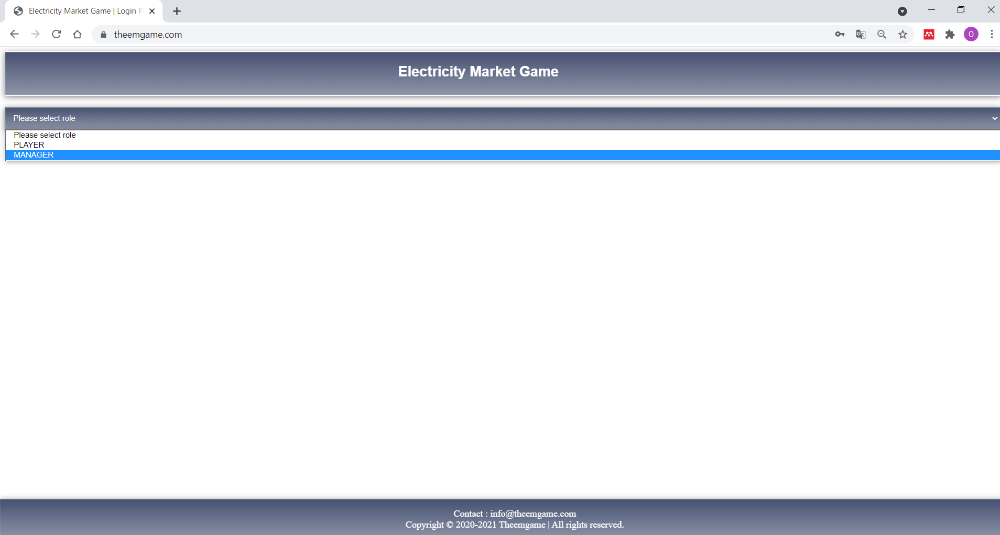 Electricity Market Game | Login P
theemgame.com
O
Electricity Market Game
Please select role
Please select role
PLAYER
MANAGER
Contact : info@theemgame.com
Copyright © 2020-2021 Theemgame | All rights reserved.